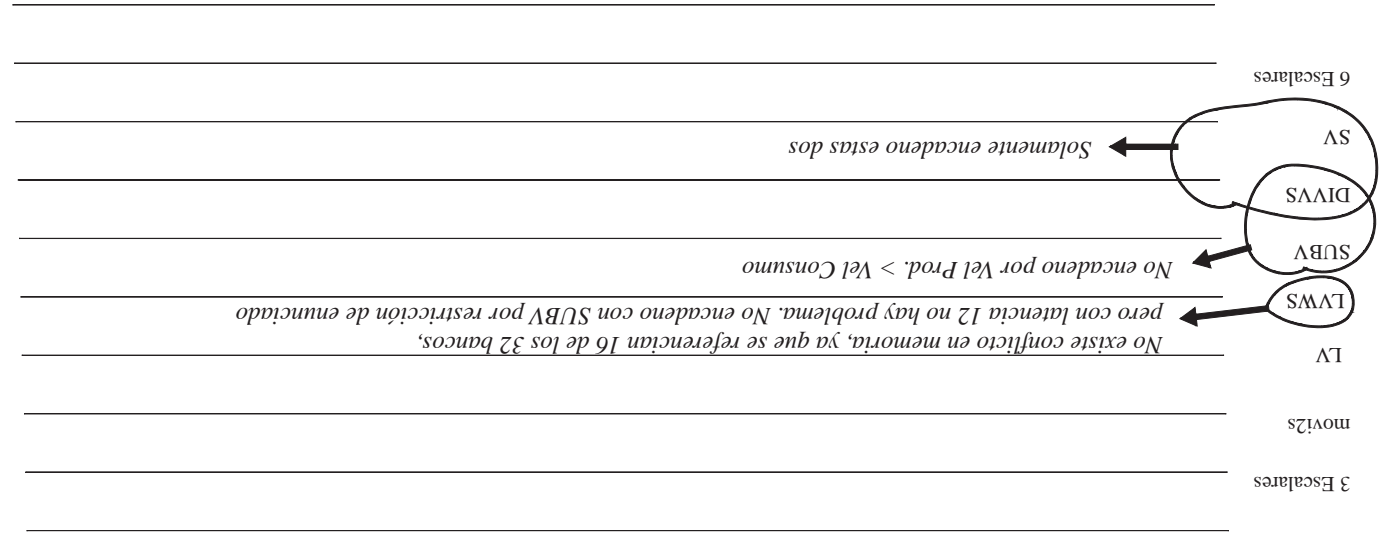 3 Escalares
movi2s
LV
No existe conflicto en memoria, ya que se referencian 16 de los 32 bancos,
pero con latencia 12 no hay problema. No encadeno con SUBV por restricción de enunciado
LVWS
No encadeno por Vel Prod. > Vel Consumo
SUBV
DIVVS
Solamente encadeno estas dos
SV
6 Escalares